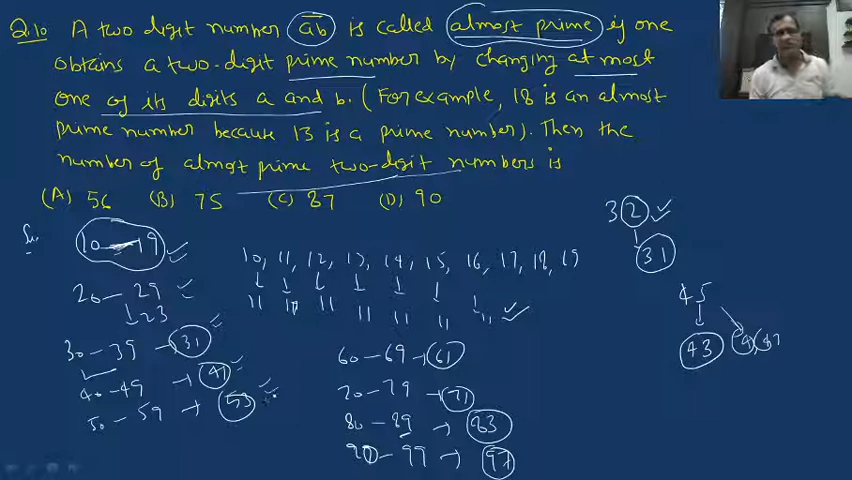 Q.10 A two digit number ab is called almost prime if one
obtains a two-digit prime number by changing at most
one of its digits a and b. (For example, 18 is an almost
prime number because 13 is a prime number). Then the
number of almost prime two-digit numbers is
(A) 56 (B) 75 (C) 87 (D) 90
10 19
20 - 29
23
30 - 39 → 31
40 - 49 → 41
50 - 59 → 53
10, 11, 12, 13, 14, 15, 16, 17, 18, 19
11 11 11 11 11 11
60 - 69 → 61
70 - 79 → 71
80 - 89 → 83
90 - 99 → 97
32
31
45
43